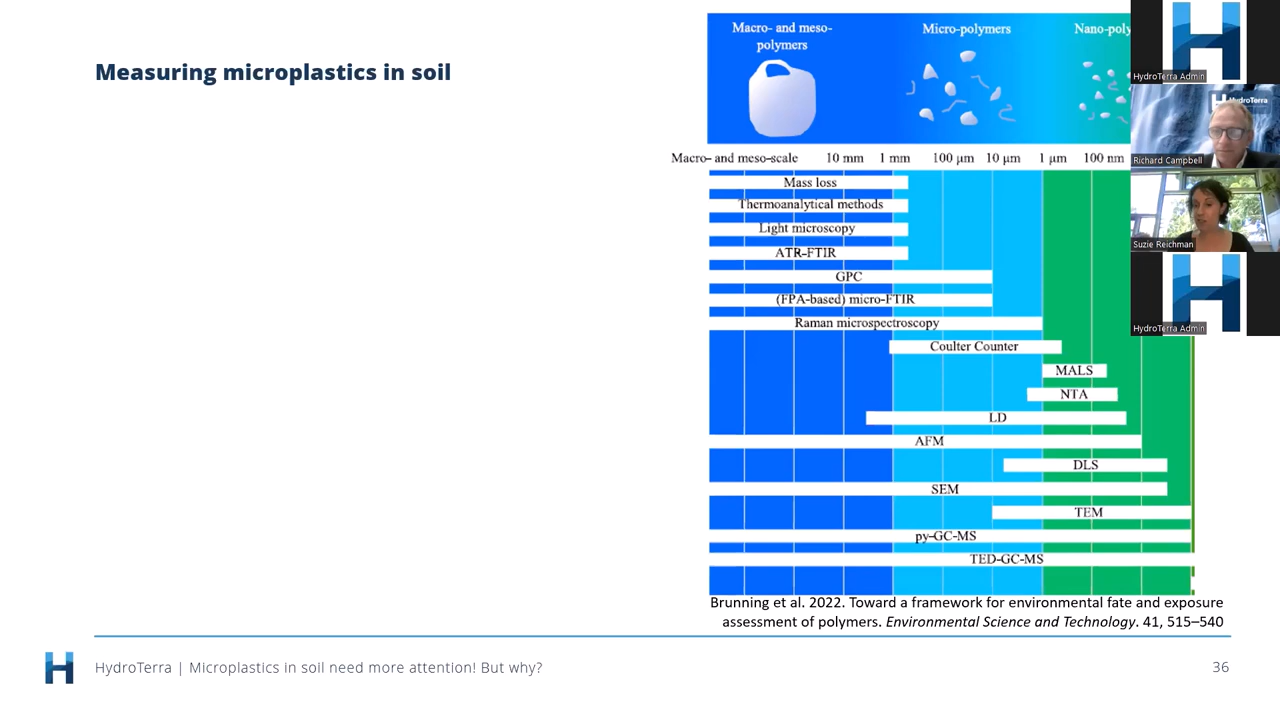 Measuring microplastics in soil
Macro- and meso-
polymers
Micro-polymers
Macro- and meso-scale 10 mm 1 mm 100 μm 10 μm 1 μm 100 nm
Mass loss
Thermoanalytical methods
Light microscopy
ATR-FTIR
GPC
(FPA-based) micro-FTIR
Raman microspectroscopy
Coulter Counter
MALS
NTA
LD
AFM
DLS
SEM
TEM
py-GC-MS
TED-GC-MS
Brunning et al. 2022. Toward a framework for environmental fate and exposure
assessment of polymers. Environmental Science and Technology. 41, 515–540
HydroTerra | Microplastics in soil need more attention! But why?
36
HydroTerra Admin
HydroTerra
Richard Campbell
Suzie Reichman
HydroTerra Admin